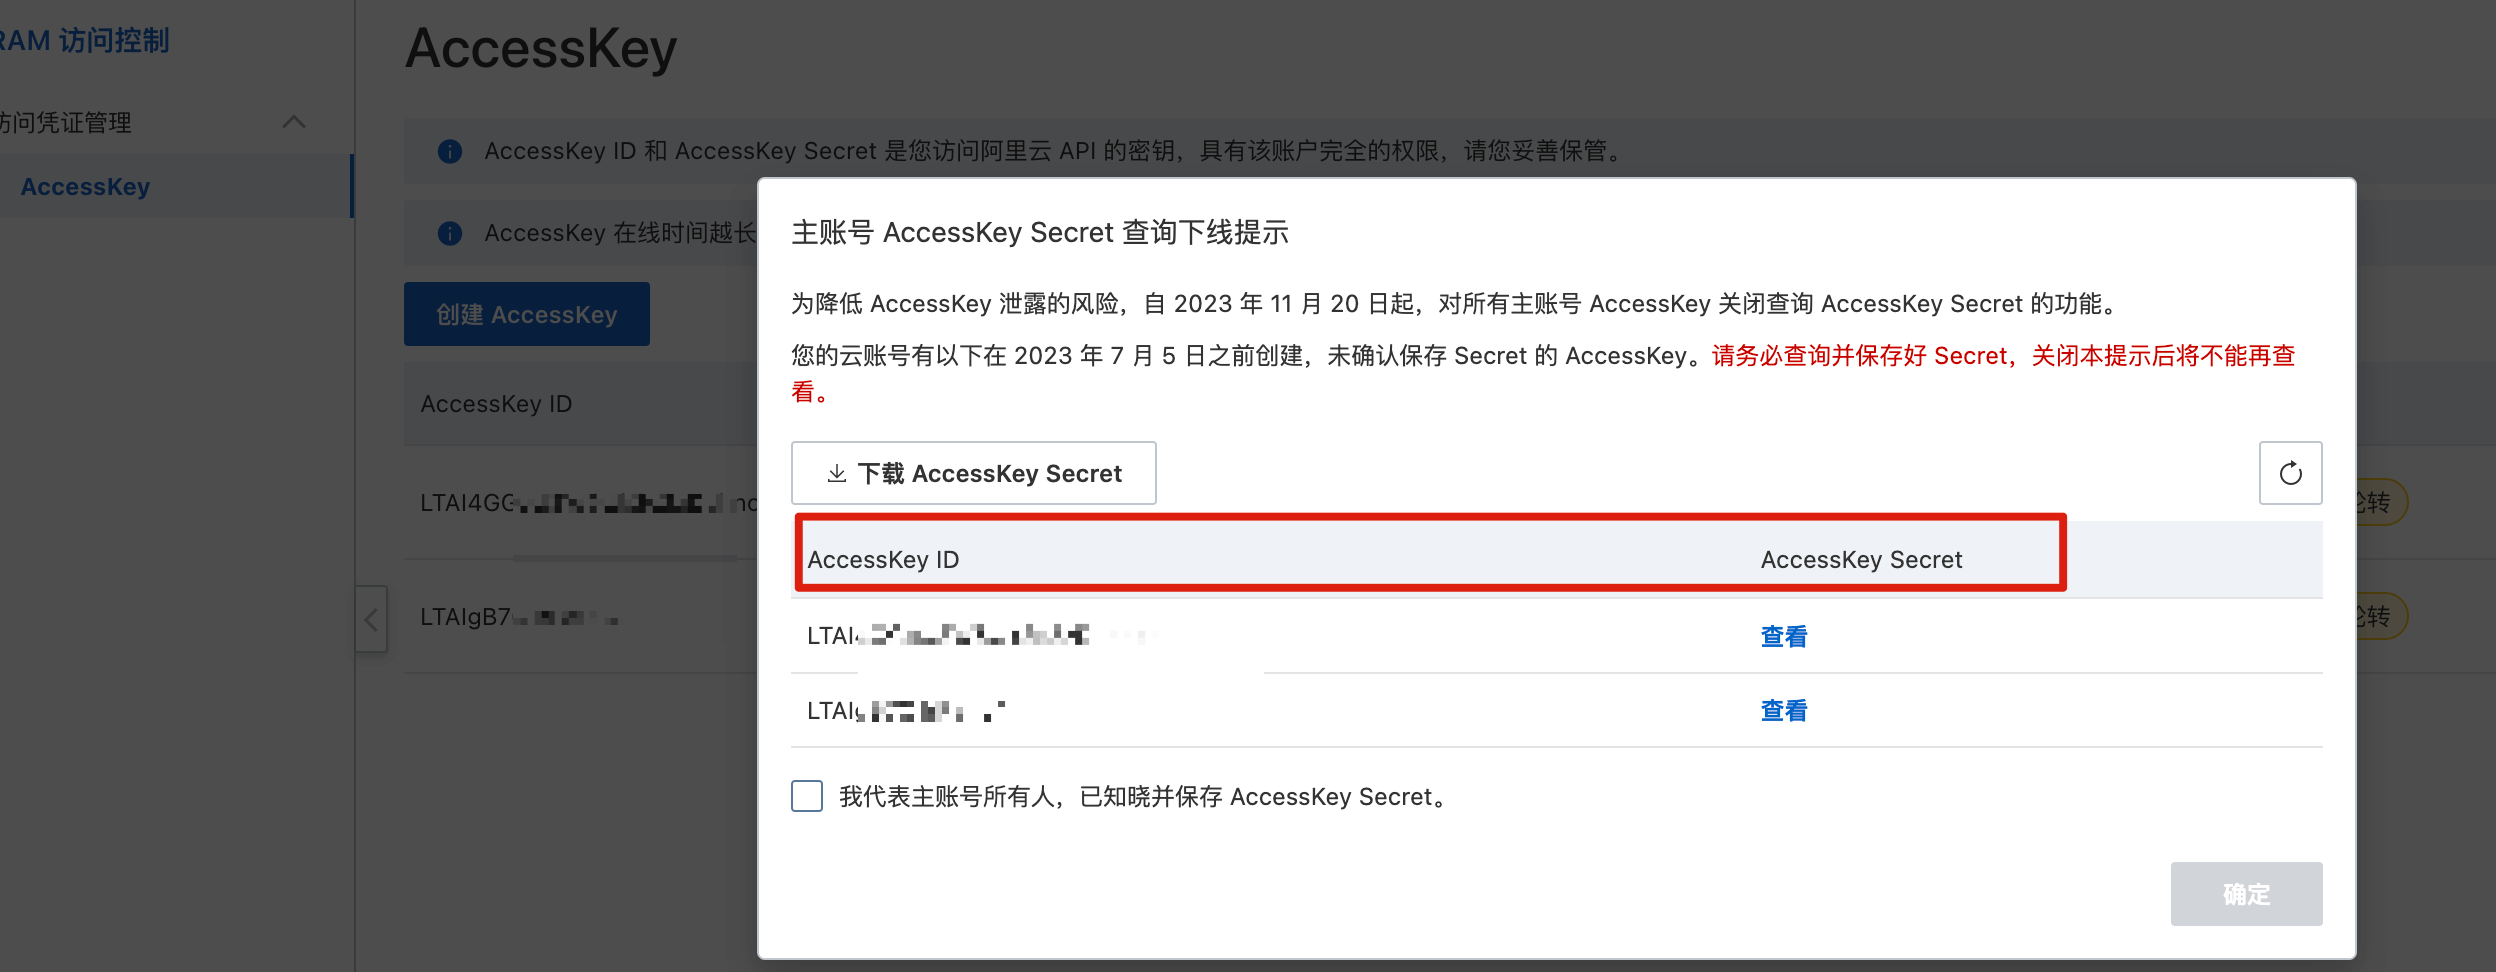 RAM 访问控制
访问凭证管理
AccessKey
AccessKey
AccessKey ID 和 AccessKey Secret 是您访问阿里云 API 的密钥，具有该账户完全的权限，请您妥善保管。
AccessKey 在线时间越长
创建 AccessKey
AccessKey ID
LTAI4G
LTAIgB7
轮转
轮转
主账号 AccessKey Secret 查询下线提示
为降低 AccessKey 泄露的风险，自 2023 年 11 月 20 日起，对所有主账号 AccessKey 关闭查询 AccessKey Secret 的功能。
您的云账号有以下在 2023 年 7 月 5 日之前创建，未确认保存 Secret 的 AccessKey。请务必查询并保存好 Secret，关闭本提示后将不能再查
看。
下载 AccessKey Secret
AccessKey ID AccessKey Secret
LTAI 查看
LTAI 查看
我代表主账号所有人，已知晓并保存 AccessKey Secret。
确定